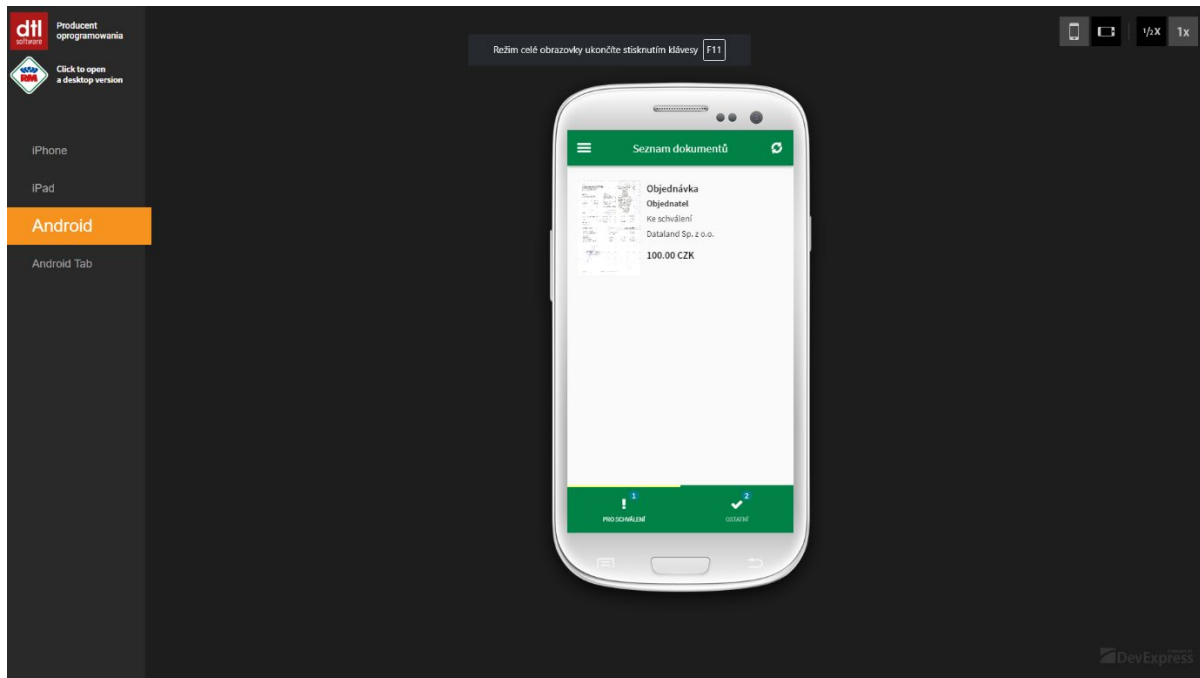 dtl
software
Producent
oprogramowania
RM
Click to open
a desktop version
Režim celé obrazovky ukončíte stisknutím klávesy F11
1/2X 1x
iPhone
iPad
Android
Android Tab
Seznam dokumentů
Objednávka
Objednatel
Ke schválení
Dataland Sp. z o.o.
100.00 CZK
1
PRO SCHVÁLENÍ
2
OSTATNÍ
DevExpress